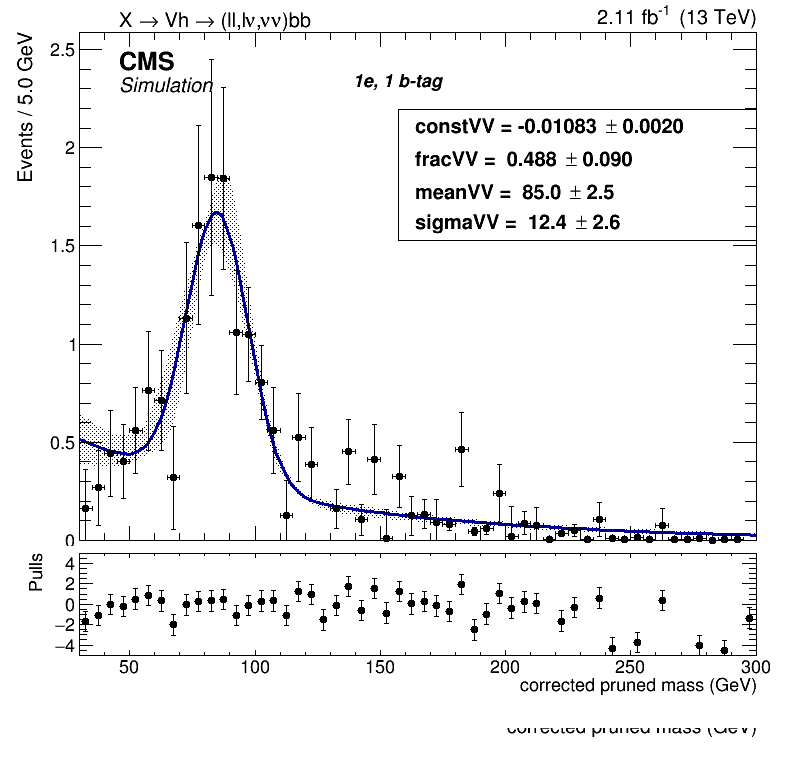 X → Vh → (ll,lν,νν)bb
2.11 fb-1 (13 TeV)
CMS
Simulation
1e, 1 b-tag
constVV = -0.01083 ± 0.0020
fracVV = 0.488 ± 0.090
meanVV = 85.0 ± 2.5
sigmaVV = 12.4 ± 2.6
Events / 5.0 GeV
2.5
2
1.5
1
0.5
0
Pulls
4
2
0
−2
−4
50 100 150 200 250 300
corrected pruned mass (GeV)
corrected pruned mass (GeV)